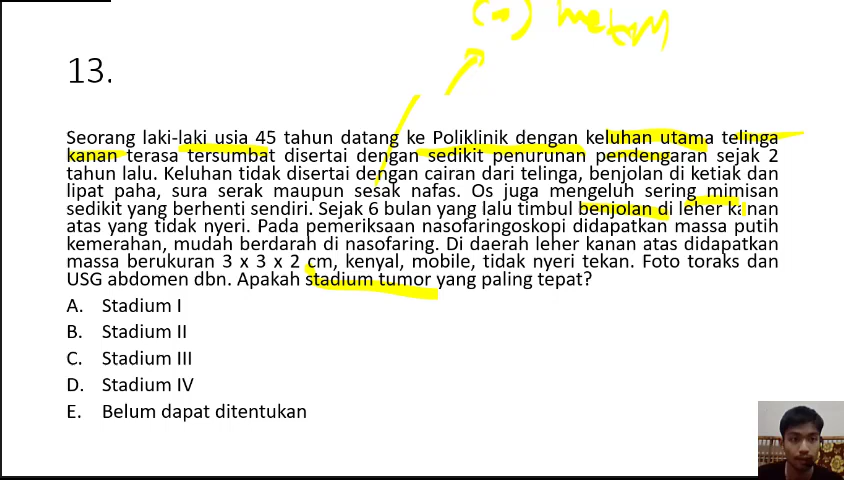 (-) metas
13.
Seorang laki-laki usia 45 tahun datang ke Poliklinik dengan keluhan utama telinga
kanan terasa tersumbat disertai dengan sedikit penurunan pendengaran sejak 2
tahun lalu. Keluhan tidak disertai dengan cairan dari telinga, benjolan di ketiak dan
lipat paha, sura serak maupun sesak nafas. Os juga mengeluh sering mimisan
sedikit yang berhenti sendiri. Sejak 6 bulan yang lalu timbul benjolan di leher kanan
atas yang tidak nyeri. Pada pemeriksaan nasofaringoskopi didapatkan massa putih
kemerahan, mudah berdarah di nasofaring. Di daerah leher kanan atas didapatkan
massa berukuran 3 x 3 x 2 cm, kenyal, mobile, tidak nyeri tekan. Foto toraks dan
USG abdomen dbn. Apakah stadium tumor yang paling tepat?
A. Stadium I
B. Stadium II
C. Stadium III
D. Stadium IV
E. Belum dapat ditentukan